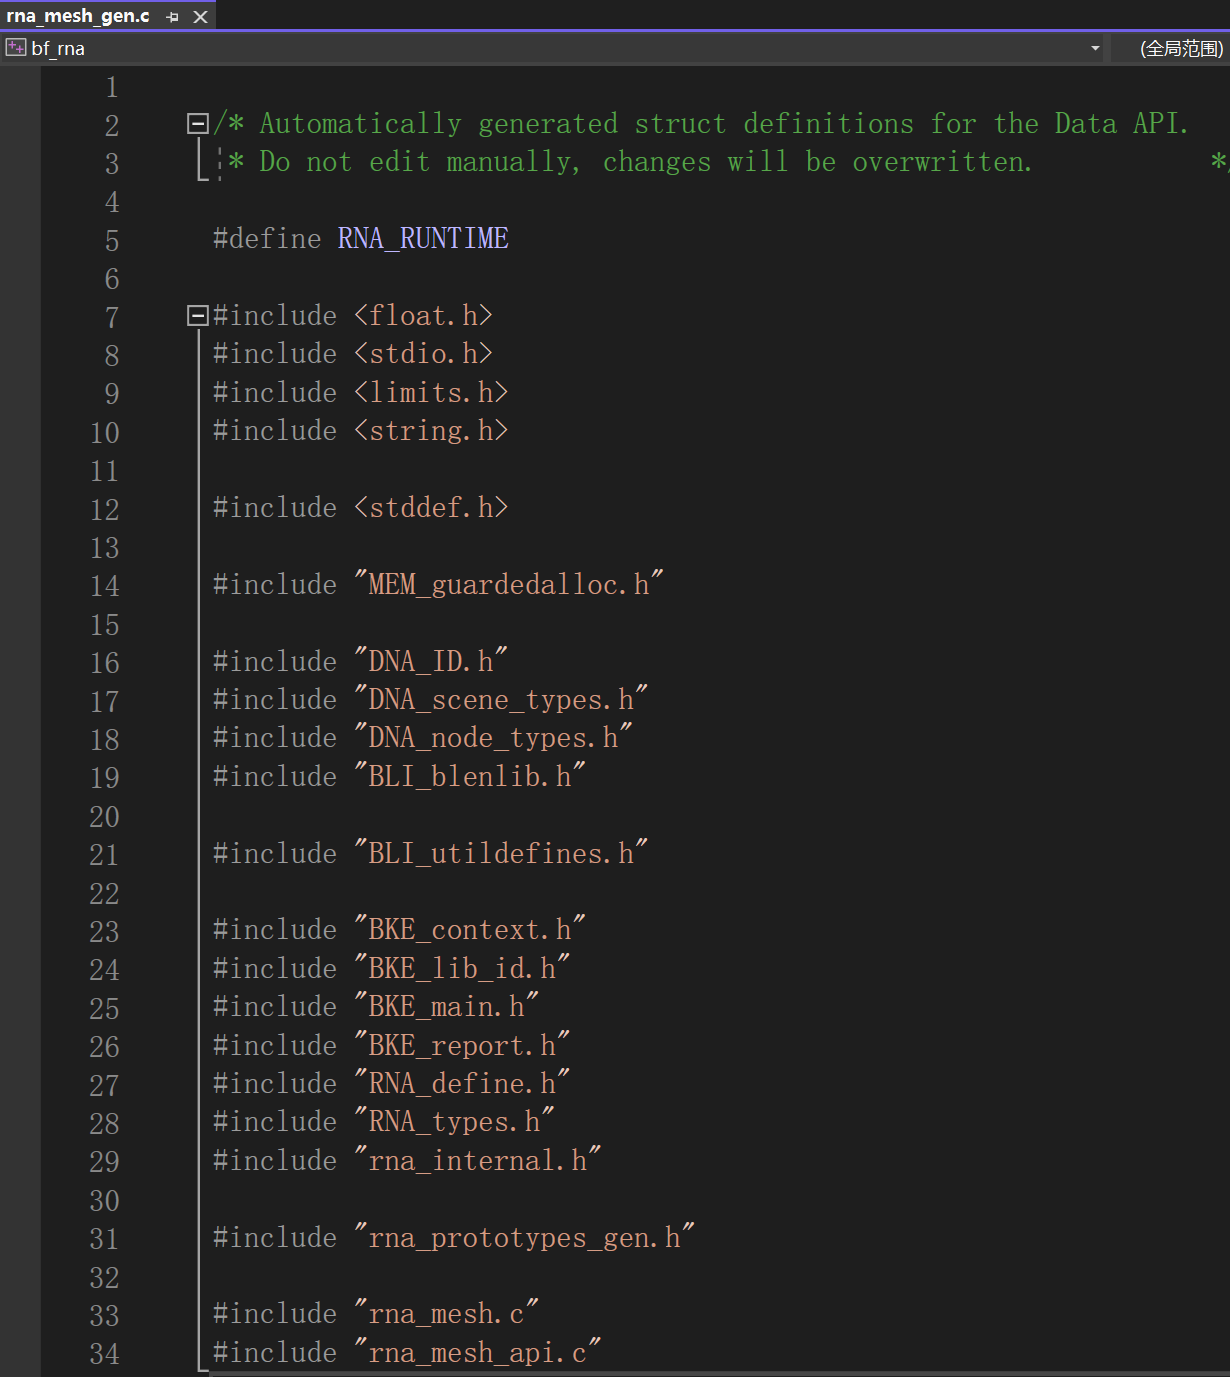 rna_mesh_gen.c
bf_rna
(全局范围)
1
2 /* Automatically generated struct definitions for the Data API.
3 * Do not edit manually, changes will be overwritten. */
4
5 #define RNA_RUNTIME
6
7 #include <float.h>
8 #include <stdio.h>
9 #include <limits.h>
10 #include <string.h>
11
12 #include <stddef.h>
13
14 #include "MEM_guardedalloc.h"
15
16 #include "DNA_ID.h"
17 #include "DNA_scene_types.h"
18 #include "DNA_node_types.h"
19 #include "BLI_blenlib.h"
20
21 #include "BLI_utildefines.h"
22
23 #include "BKE_context.h"
24 #include "BKE_lib_id.h"
25 #include "BKE_main.h"
26 #include "BKE_report.h"
27 #include "RNA_define.h"
28 #include "RNA_types.h"
29 #include "rna_internal.h"
30
31 #include "rna_prototypes_gen.h"
32
33 #include "rna_mesh.c"
34 #include "rna_mesh_api.c"